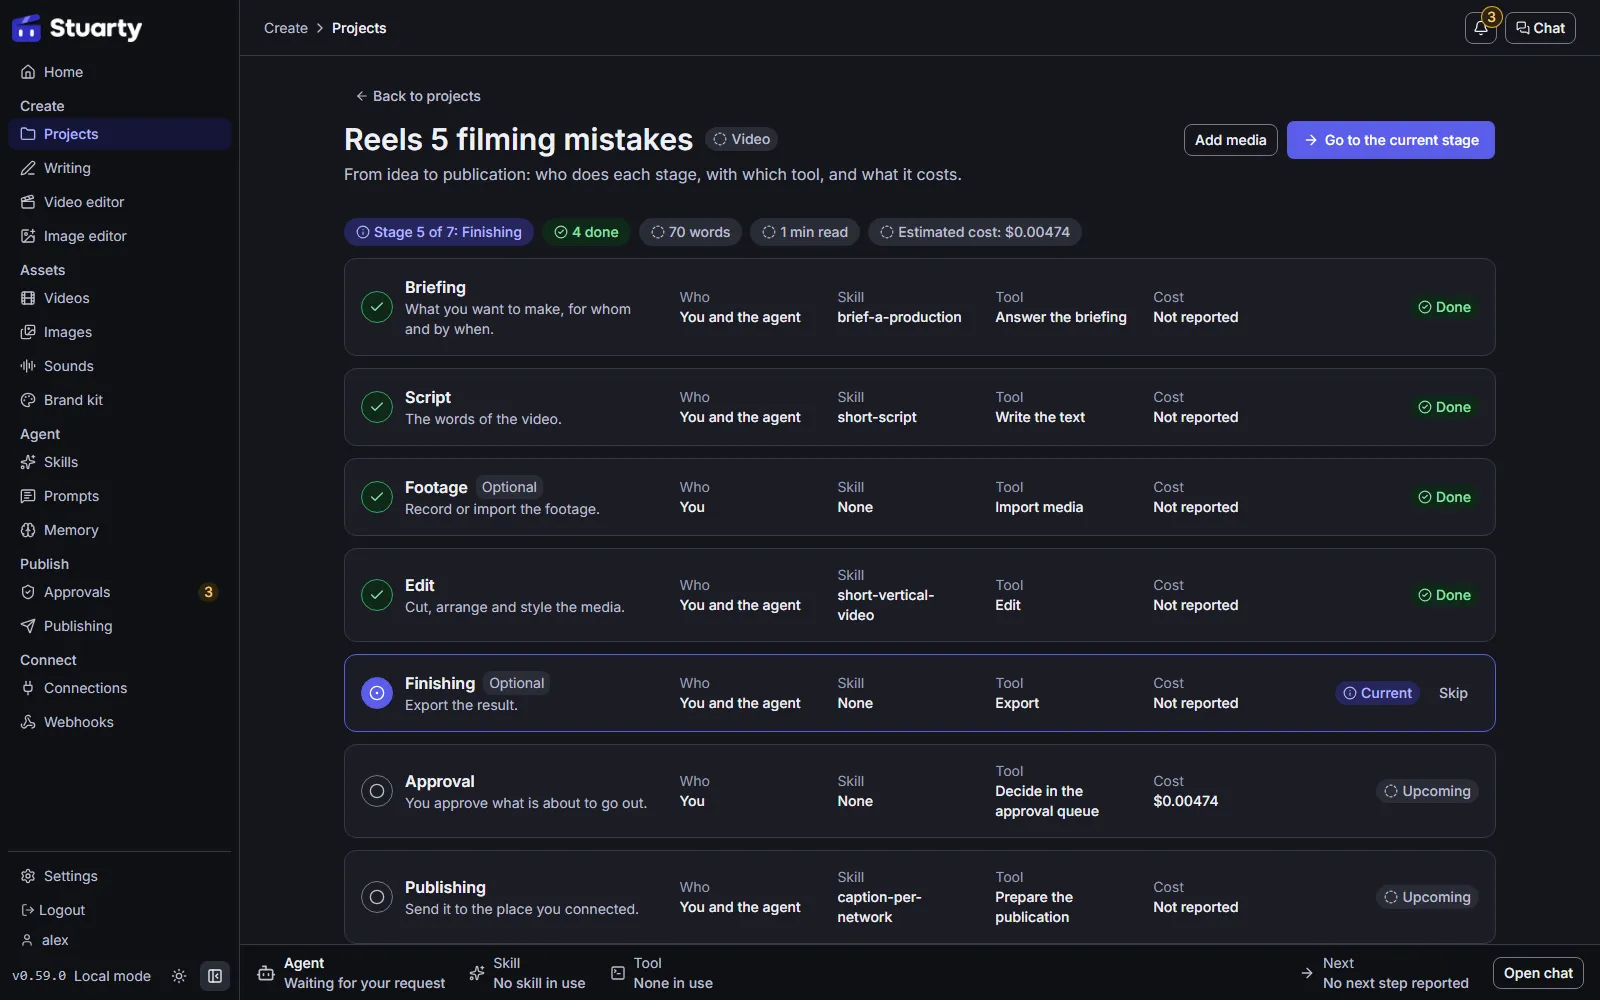 Stuarty
Home
Create
Projects
Writing
Video editor
Image editor
Assets
Videos
Images
Sounds
Brand kit
Agent
Skills
Prompts
Memory
Publish
Approvals 3
Publishing
Connect
Connections
Webhooks
Settings
Logout
alex
v0.59.0 Local mode
Create > Projects
3
Chat
← Back to projects
Reels 5 filming mistakes Video
From idea to publication: who does each stage, with which tool, and what it costs.
Add media
→ Go to the current stage
Stage 5 of 7: Finishing
4 done
70 words
1 min read
Estimated cost: $0.00474
Briefing
What you want to make, for whom
and by when.
Who
You and the agent
Skill
brief-a-production
Tool
Answer the briefing
Cost
Not reported
Done
Script
The words of the video.
Who
You and the agent
Skill
short-script
Tool
Write the text
Cost
Not reported
Done
Footage Optional
Record or import the footage.
Who
You
Skill
None
Tool
Import media
Cost
Not reported
Done
Edit
Cut, arrange and style the media.
Who
You and the agent
Skill
short-vertical-
video
Tool
Edit
Cost
Not reported
Done
Finishing Optional
Export the result.
Who
You and the agent
Skill
None
Tool
Export
Cost
Not reported
Current
Skip
Approval
You approve what is about to go out.
Who
You
Skill
None
Tool
Decide in the
approval queue
Cost
$0.00474
Upcoming
Publishing
Send it to the place you connected.
Who
You and the agent
Skill
caption-per-
network
Tool
Prepare the
publication
Cost
Not reported
Upcoming
Agent
Waiting for your request
Skill
No skill in use
Tool
None in use
Next
No next step reported
Open chat